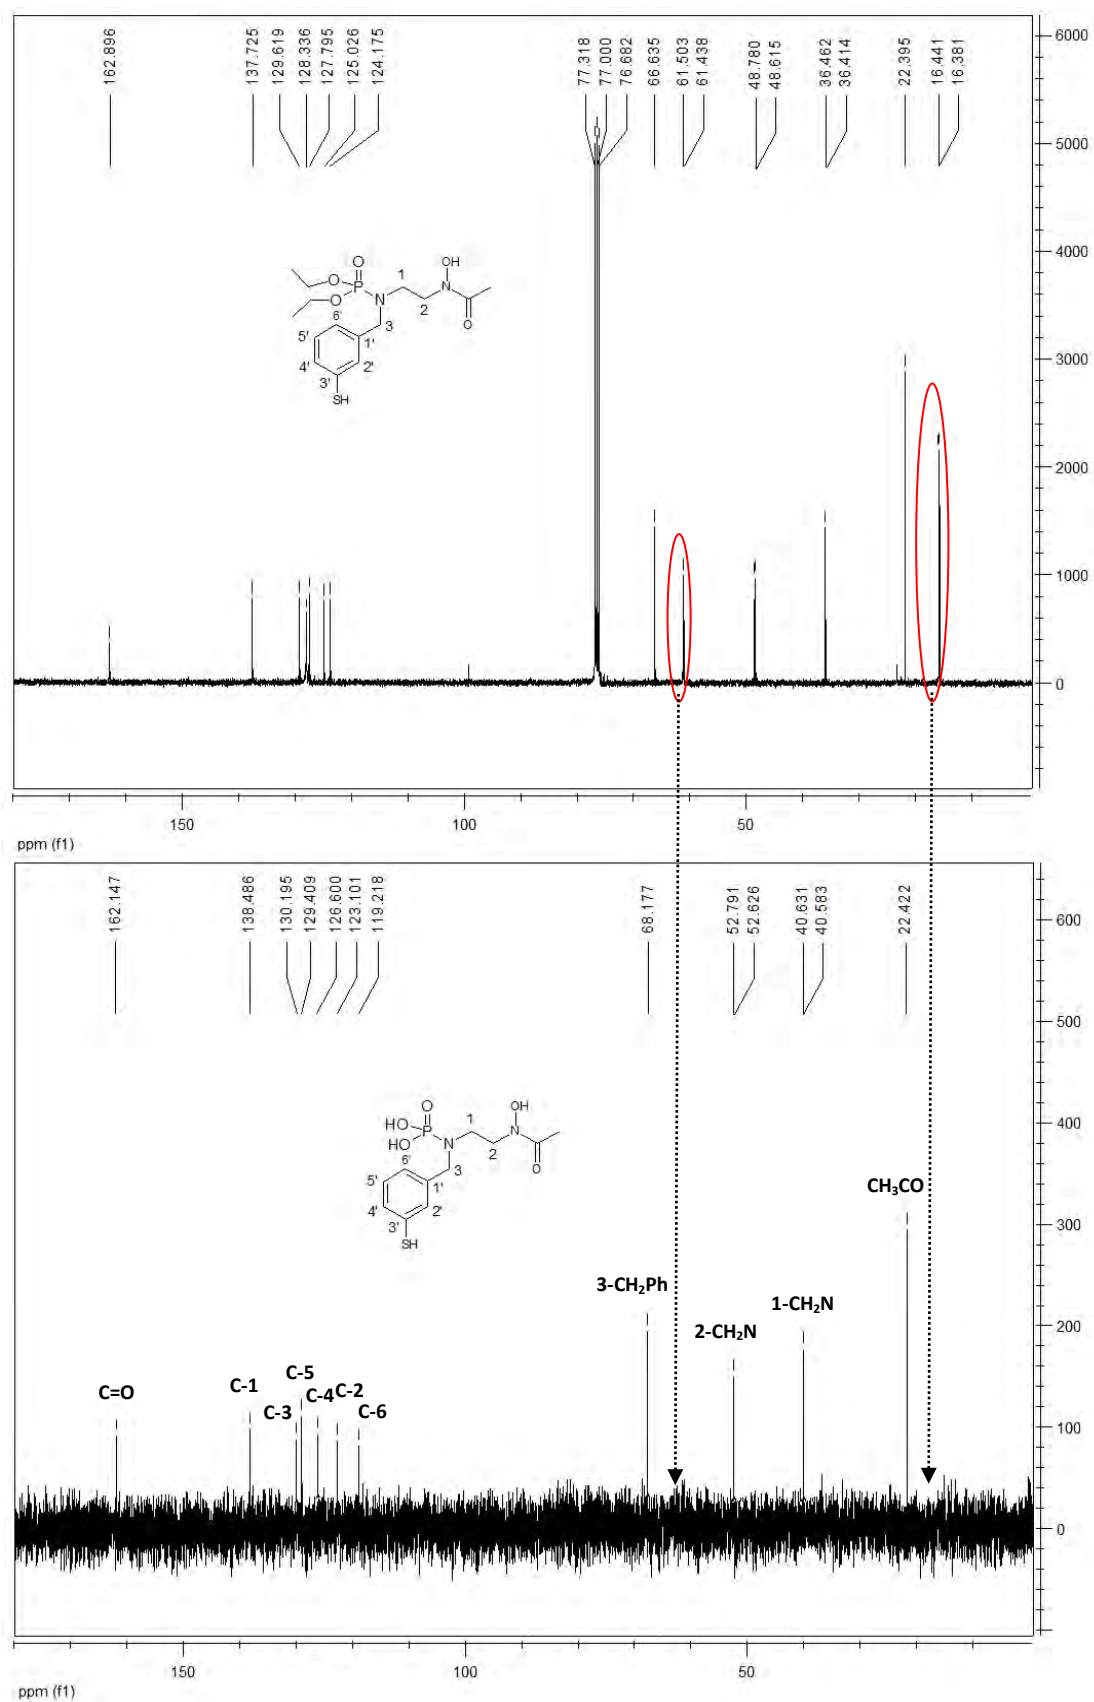 162.896
137.725
129.619
128.336
127.795
125.026
124.175
77.318
77.000
76.682
66.635
61.503
61.438
48.780
48.615
36.462
36.414
22.395
16.441
16.381
6000
5000
4000
3000
2000
1000
0
O
OH
O
P
1
O
N
N
2
O
6'
3
5'
1'
4'
2'
3'
SH
150
100
50
ppm (f1)
162.147
138.486
130.195
129.409
126.600
123.101
119.218
68.177
52.791
52.626
40.631
40.583
22.422
600
500
400
300
200
100
0
O
OH
HO
P
1
HO
N
N
2
O
6'
3
5'
1'
4'
2'
3'
SH
CH₃CO
3-CH₂Ph
1-CH₂N
2-CH₂N
C=O
C-1
C-3
C-5
C-4
C-2
C-6
150
100
50
ppm (f1)